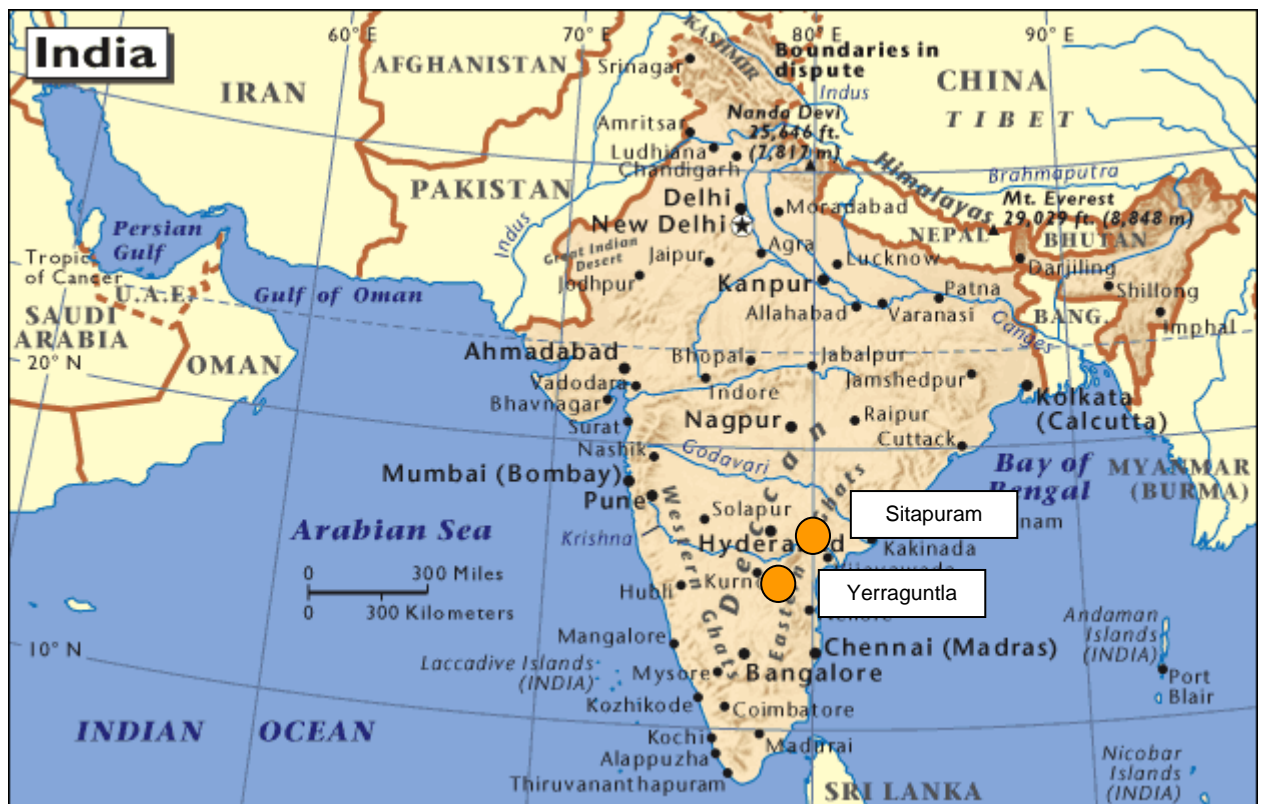 India
60° E
70° E
80° E
90° E
KASHMIR
Boundaries in
dispute
AFGHANISTAN
Srinagar
IRAN
CHINA
Indus
TIBET
Nanda Devi
25,646 ft.
(7,817 m)
Amritsar
Ludhiana
Chandigarh
PAKISTAN
Himalayas
Brahmaputra
Mt. Everest
29,029 ft. (8,848 m)
Delhi
New Delhi
Moradabad
Persian
Gulf
Indus
NEPAL
BHUTAN
Great Indian
Desert
Jaipur
Agra
Lucknow
Darjiling
Tropic
of Cancer
U.A.E.
Gulf of Oman
Jodhpur
Kanpur
Patna
Shillong
SAUDI
ARABIA
Allahabad
Varanasi
BANG.
Ganges
Imphal
20° N
OMAN
Ahmadabad
Bhopal
Jabalpur
Vadodara
Indore
Jamshedpur
Kolkata
(Calcutta)
Bhavnagar
Surat
Nagpur
Raipur
Cuttack
Nashik
Godavari
Bay of
Bengal
MYANMAR
(BURMA)
Mumbai (Bombay)
Pune
Deccan
Western
Ghats
Eastern
Ghats
Solapur
Sitapuram
nam
Arabian Sea
Krishna
Hydera d
Kakinada
0 300 Miles
0 300 Kilometers
Hubli
Kurn
Yerraguntla
Andaman
Islands
(INDIA)
10° N
Mangalore
Chennai (Madras)
Laccadive Islands
(INDIA)
Mysore
Bangalore
Port
Blair
Kozhikode
Coimbatore
INDIAN OCEAN
Kochi
Madurai
Alappuzha
Thiruvananthapuram
SRI LANKA
Nicobar
Islands
(INDIA)